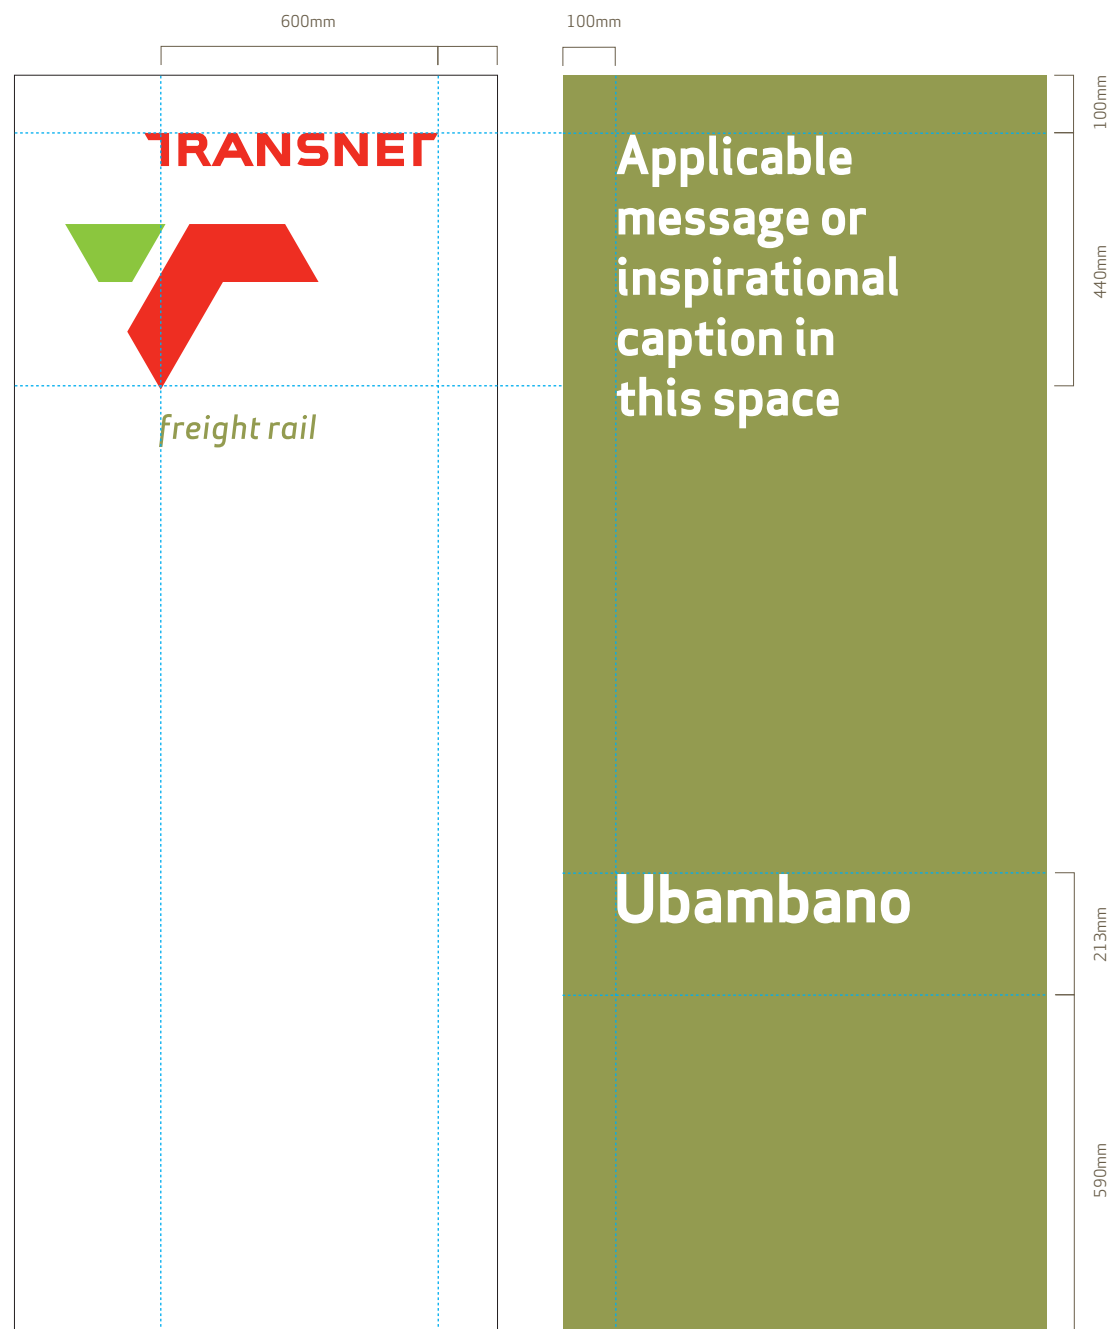 600mm
100mm
TRANSNET
freight rail
Applicable
message or
inspirational
caption in
this space
Ubambano
100mm
440mm
213mm
590mm